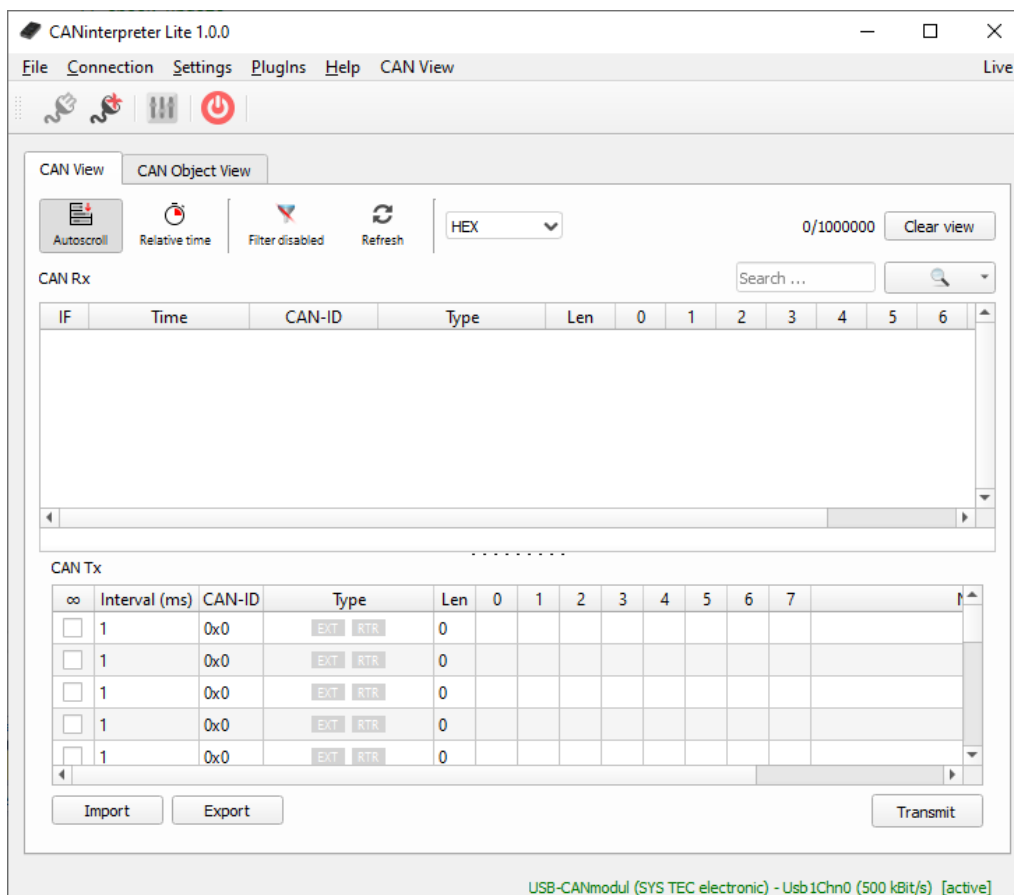 CANinterpreter Lite 1.0.0
File Connection Settings PlugIns Help CAN View Live
CAN View CAN Object View
Autoscroll Relative time Filter disabled Refresh HEX 0/1000000 Clear view
CAN Rx Search ...
IF Time CAN-ID Type Len 0 1 2 3 4 5 6
CAN Tx
∞ Interval (ms) CAN-ID Type Len 0 1 2 3 4 5 6 7
1 0x0 EXT RTR 0
1 0x0 EXT RTR 0
1 0x0 EXT RTR 0
1 0x0 EXT RTR 0
1 0x0 EXT RTR 0
Import Export Transmit
USB-CANmodul (SYS TEC electronic) - Usb1Chn0 (500 kBit/s) [active]